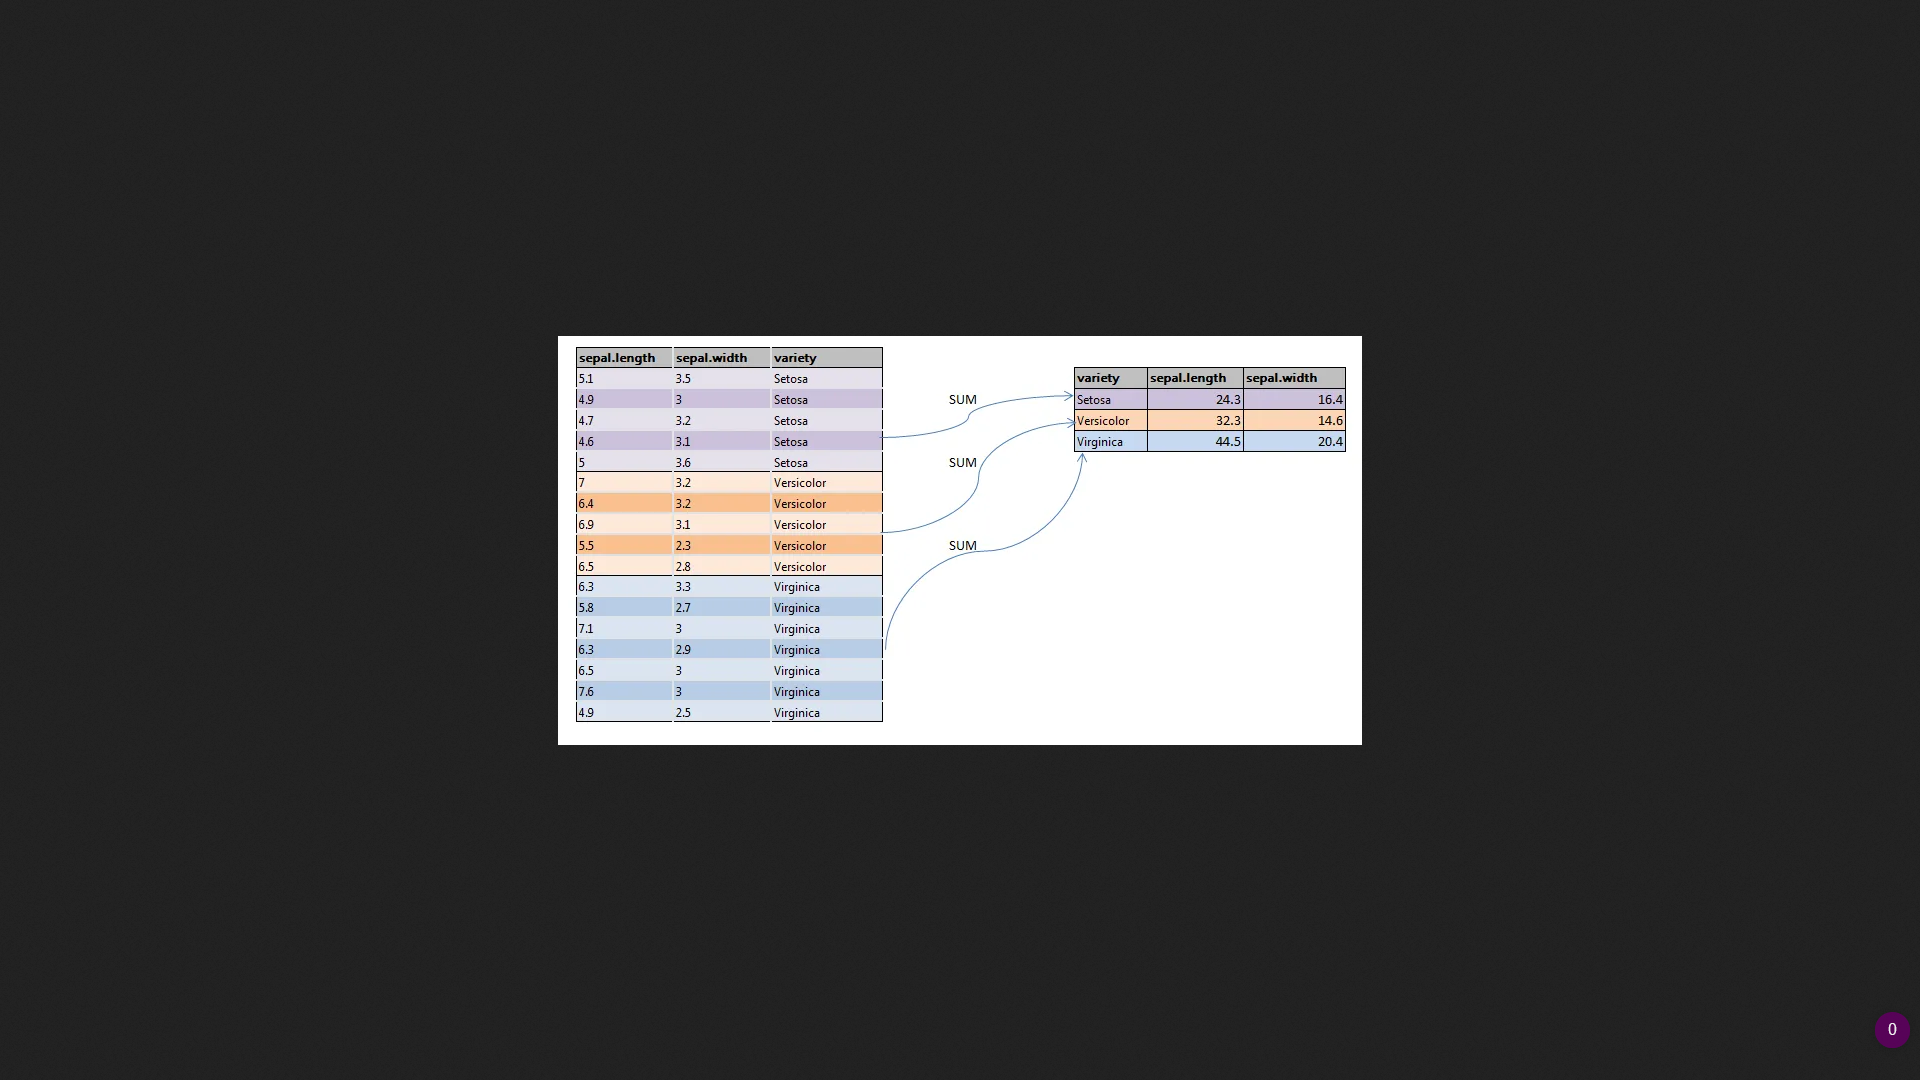 sepal.length sepal.width variety
5.1 3.5 Setosa
4.9 3 Setosa
4.7 3.2 Setosa
4.6 3.1 Setosa
5 3.6 Setosa
7 3.2 Versicolor
6.4 3.2 Versicolor
6.9 3.1 Versicolor
5.5 2.3 Versicolor
6.5 2.8 Versicolor
6.3 3.3 Virginica
5.8 2.7 Virginica
7.1 3 Virginica
6.3 2.9 Virginica
6.5 3 Virginica
7.6 3 Virginica
4.9 2.5 Virginica
SUM
SUM
SUM
variety sepal.length sepal.width
Setosa 24.3 16.4
Versicolor 32.3 14.6
Virginica 44.5 20.4
0